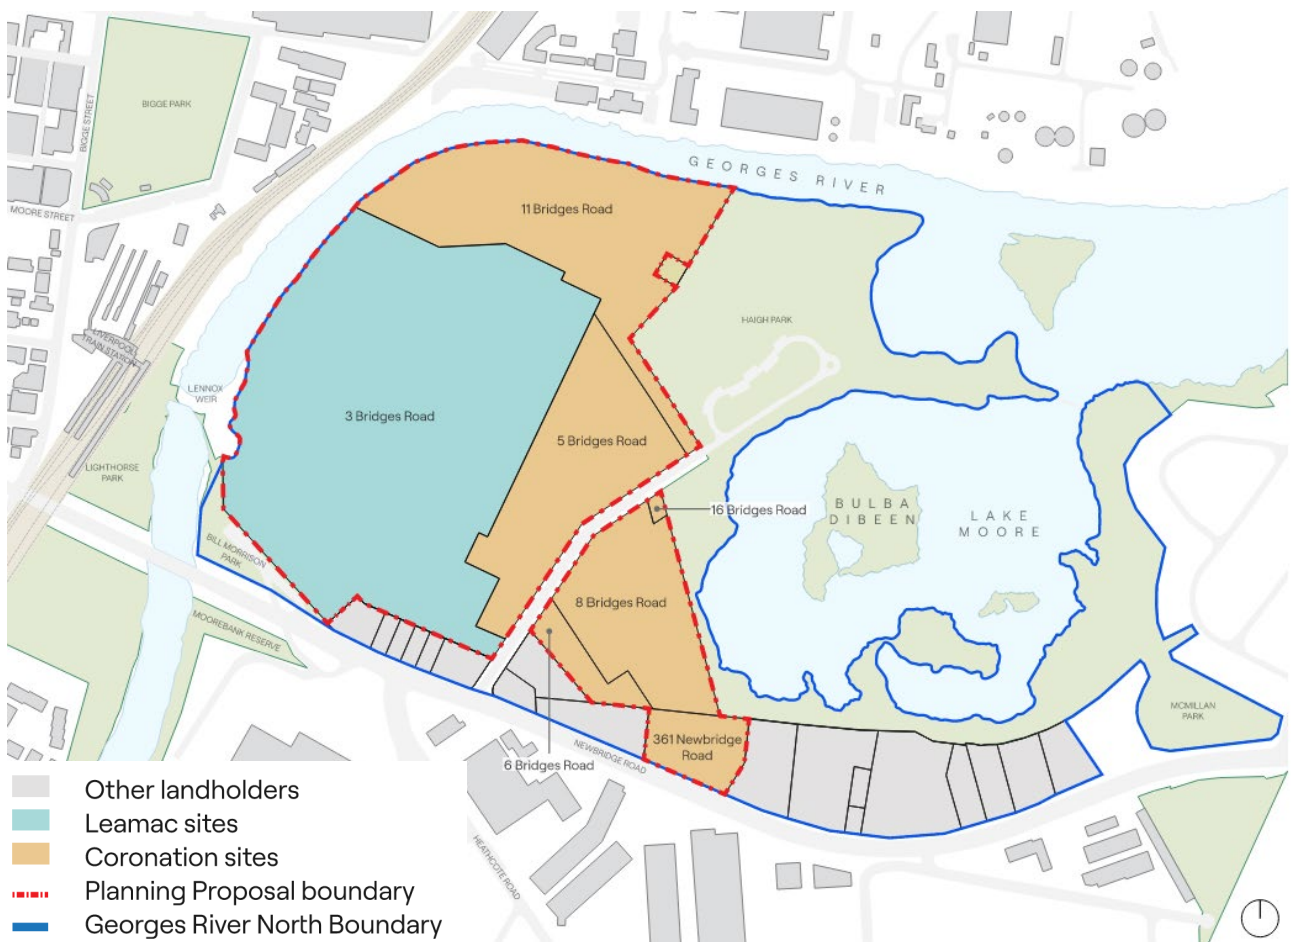 BIGGE PARK
BIGGE STREET
MOORE STREET
GEORGES RIVER
11 Bridges Road
HAIGH PARK
LIVERPOOL
TRAIN STATION
LENNOX
WEIR
3 Bridges Road
5 Bridges Road
LIGHTHORSE
PARK
16 Bridges Road
BULBA
DIBEEN
LAKE
MOORE
BILL MORRISON
PARK
8 Bridges Road
MOOREBANK RESERVE
MCMILLAN
PARK
361 Newbridge
Road
NEWBRIDGE ROAD
6 Bridges Road
HEATHCOTE ROAD
Other landholders
Leamac sites
Coronation sites
Planning Proposal boundary
Georges River North Boundary